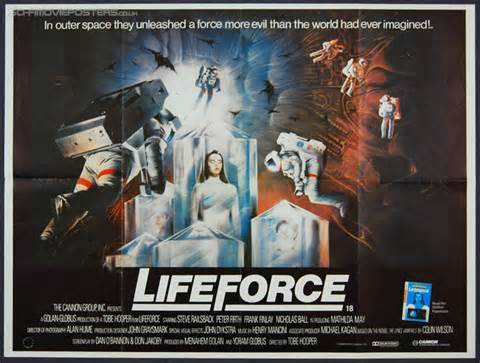 SCI-FIMOVIEPOSTERS.CO.UK
In outer space they unleashed a force more evil than the world had ever imagined!.
LIFEFORCE
18
THE CANNON GROUP, INC. PRESENTS
A GOLAN-GLOBUS PRODUCTION OF A TOBE HOOPER FILM LIFEFORCE STARRING STEVE RAILSBACK PETER FIRTH FRANK FINLAY NICHOLAS BALL INTRODUCING MATHILDA MAY
DIRECTOR OF PHOTOGRAPHY ALAN HUME PRODUCTION DESIGNER JOHN GRAYSMARK SPECIAL VISUAL EFFECTS JOHN DYKSTRA MUSIC BY HENRY MANCINI ASSOCIATE PRODUCER MICHAEL KAGAN BASED ON THE NOVEL BY COLIN WILSON
SCREENPLAY BY DAN O'BANNON & DON JAKOBY PRODUCED BY MENAHEM GOLAN AND YORAM GLOBUS DIRECTED BY TOBE HOOPER
CANNON